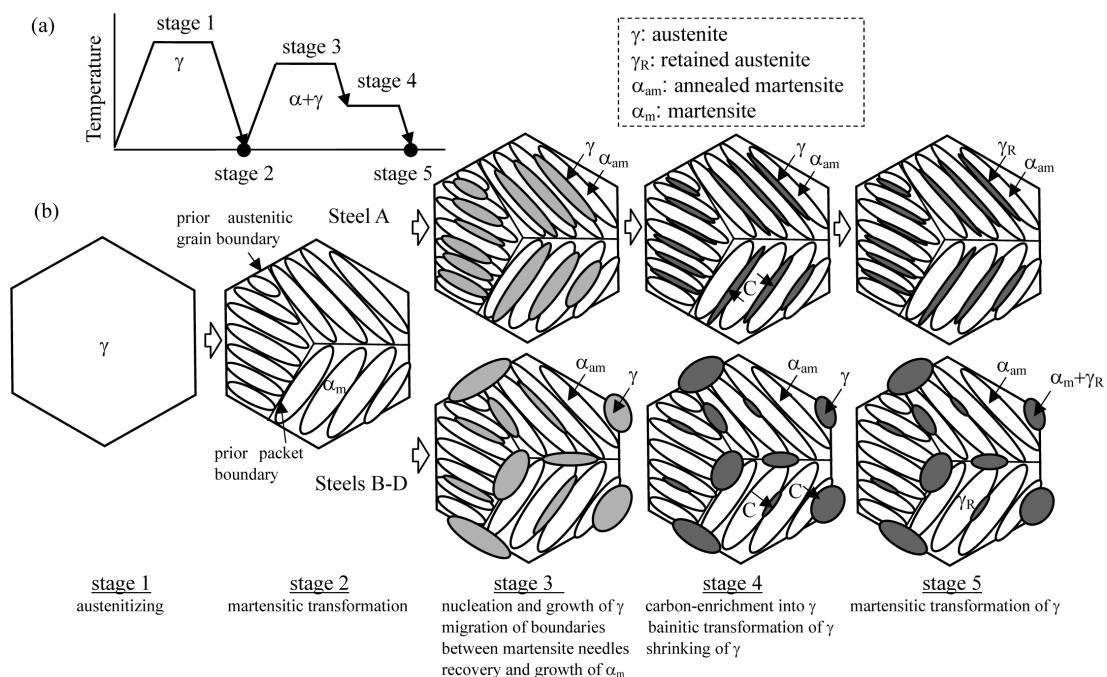 (a)
stage 1
γ
stage 3
α+γ
stage 4
Temperature
stage 2
stage 5
γ: austenite
γR: retained austenite
αam: annealed martensite
αm: martensite
(b)
prior austenitic
grain boundary
Steel A
γ
αm
prior packet
boundary
Steels B-D
γ
αam
γ
αam
C
γR
αam
αam
γ
αam
γ
C
C
αam
αm+γR
γR
stage 1
austenitizing
stage 2
martensitic transformation
stage 3
nucleation and growth of γ
migration of boundaries
between martensite needles
recovery and growth of αm
stage 4
carbon-enrichment into γ
bainitic transformation of γ
shrinking of γ
stage 5
martensitic transformation of γ